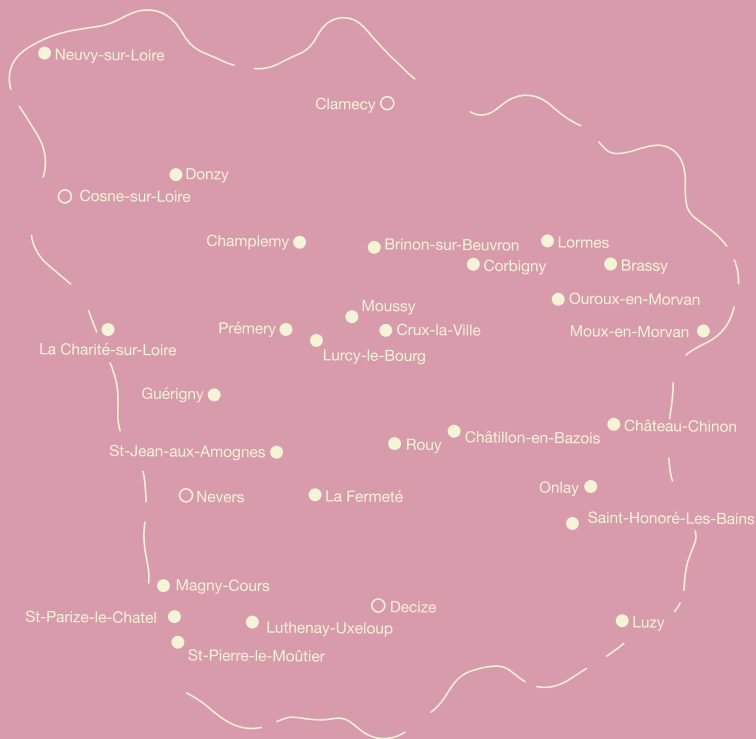 Neuvy-sur-Loire
Clamecy
Donzy
Cosne-sur-Loire
Champlemy
Brinon-sur-Beuvron
Lormes
Corbigny
Brassy
Ouroux-en-Morvan
Moussy
Prémery
Crux-la-Ville
Moux-en-Morvan
La Charité-sur-Loire
Lurcy-le-Bourg
Guérigny
Château-Chinon
Châtillon-en-Bazois
Rouy
St-Jean-aux-Amognes
Onlay
Nevers
La Fermeté
Saint-Honoré-Les-Bains
Magny-Cours
Decize
St-Parize-le-Chatel
Luthenay-Uxeloup
Luzy
St-Pierre-le-Moûtier